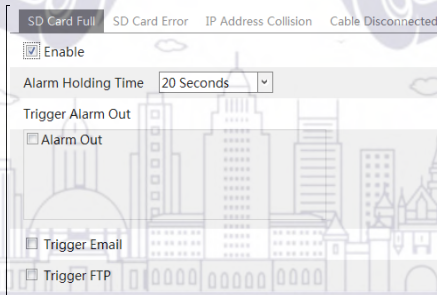 SD Card Full SD Card Error IP Address Collision Cable Disconnected
Enable
Alarm Holding Time 20 Seconds
Trigger Alarm Out
Alarm Out
Trigger Email
Trigger FTP